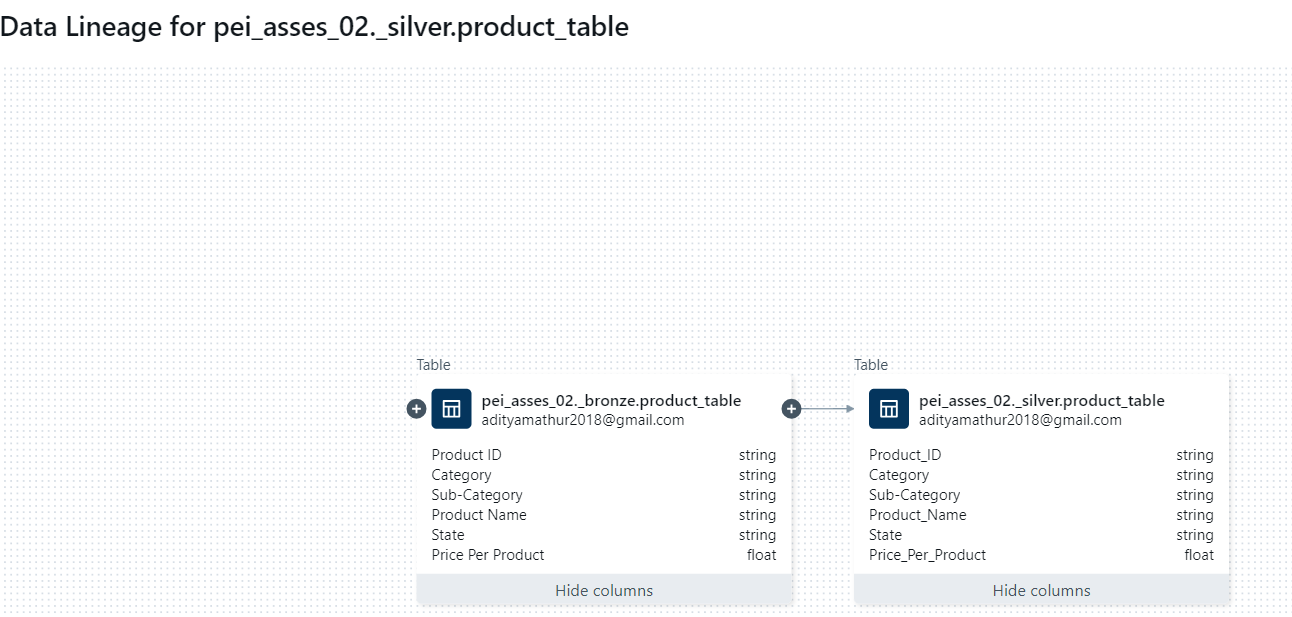 Data Lineage for pei_asses_02._silver.product_table
Table
pei_asses_02._bronze.product_table
adityamathur2018@gmail.com
Product ID string
Category string
Sub-Category string
Product Name string
State string
Price Per Product float
Hide columns
Table
pei_asses_02._silver.product_table
adityamathur2018@gmail.com
Product_ID string
Category string
Sub-Category string
Product_Name string
State string
Price_Per_Product float
Hide columns